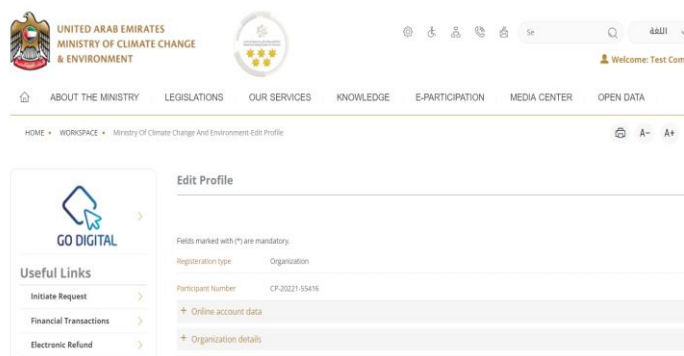 UNITED ARAB EMIRATES
MINISTRY OF CLIMATE CHANGE
& ENVIRONMENT
Se
اللغة
Welcome: Test Com
ABOUT THE MINISTRY LEGISLATIONS OUR SERVICES KNOWLEDGE E-PARTICIPATION MEDIA CENTER OPEN DATA
HOME • WORKSPACE • Ministry Of Climate Change And Environment-Edit Profile
A- A+
Edit Profile
GO DIGITAL
Fields marked with (*) are mandatory.
Registeration type Organization
Useful Links
Participant Number CP-20221-55416
Initiate Request
+ Online account data
Financial Transactions
+ Organization details
Electronic Refund